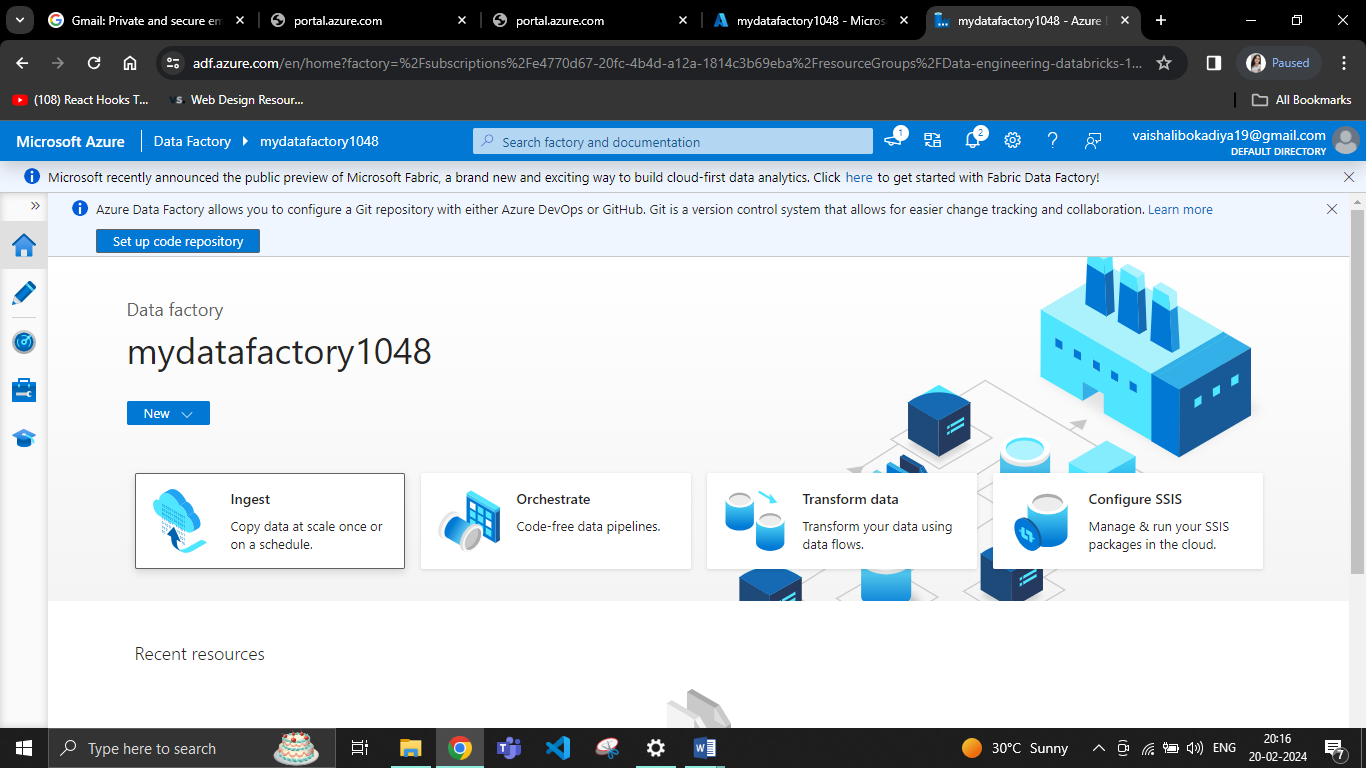 Gmail: Private and secure em
portal.azure.com
portal.azure.com
mydatafactory1048 - Micros
mydatafactory1048 - Azure
adf.azure.com/en/home?factory=%2Fsubscriptions%2Fe4770d67-20fc-4b4d-a12a-1814c3b69eba%2FresourceGroups%2FData-engineering-databricks-1...
Paused
(108) React Hooks T...
VS
Web Design Resour...
All Bookmarks
Microsoft Azure
Data Factory
mydatafactory1048
Search factory and documentation
1
2
vaishalibokadiya19@gmail.com
DEFAULT DIRECTORY
Microsoft recently announced the public preview of Microsoft Fabric, a brand new and exciting way to build cloud-first data analytics. Click here to get started with Fabric Data Factory!
Azure Data Factory allows you to configure a Git repository with either Azure DevOps or GitHub. Git is a version control system that allows for easier change tracking and collaboration. Learn more
Set up code repository
Data factory
mydatafactory1048
New
Ingest
Copy data at scale once or
on a schedule.
Orchestrate
Code-free data pipelines.
Transform data
Transform your data using
data flows.
Configure SSIS
Manage & run your SSIS
packages in the cloud.
Recent resources
Type here to search
30°C Sunny
ENG
20:16
20-02-2024
7